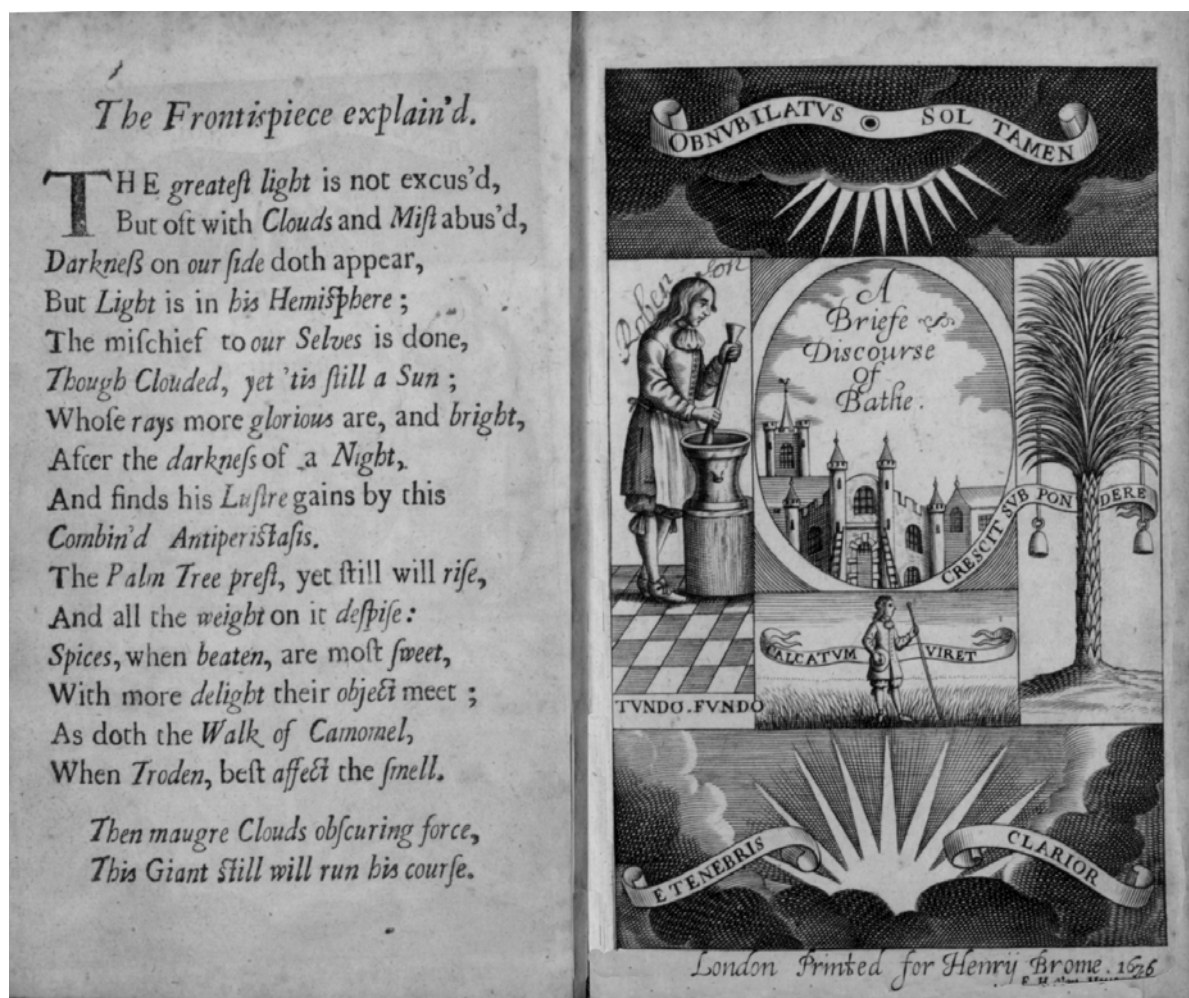 The Frontispiece explain'd.
THE greateſt light is not excus'd,
But oft with Clouds and Miſt abus'd,
Darkneſs on our ſide doth appear,
But Light is in his Hemiſphere;
The miſchief to our Selves is done,
Though Clouded, yet 'tis ſtill a Sun;
Whoſe rays more glorious are, and bright,
After the darkneſs of a Night,
And finds his Luſtre gains by this
Combin'd Antiperiſtaſis.
The Palm Tree preſt, yet ſtill will riſe,
And all the weight on it deſpiſe:
Spices, when beaten, are moſt ſweet,
With more delight their object meet;
As doth the Walk of Camomel,
When Troden, beſt affect the ſmell.
Then maugre Clouds obſcuring force,
This Giant ſtill will run his courſe.
OBNVBILATVS SOL TAMEN
A
Briefe
Discourse
of
Bathe.
CRESCIT SVB PONDERE
CALCATVM VIRET
TVNDO.FVNDO
E TENEBRIS CLARIOR
London Printed for Henry Brome. 1676